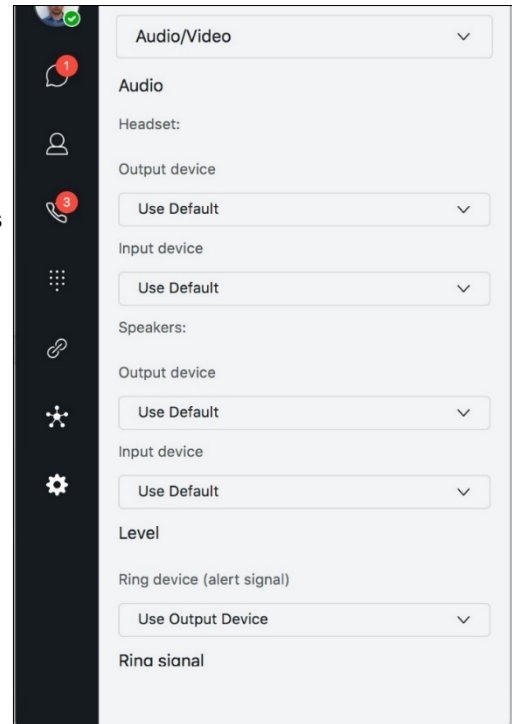 Audio/Video
1
Audio
Headset:
Output device
3
s
Use Default
Input device
Use Default
Speakers:
Output device
Use Default
Input device
Use Default
Level
Ring device (alert signal)
Use Output Device
Ring signal